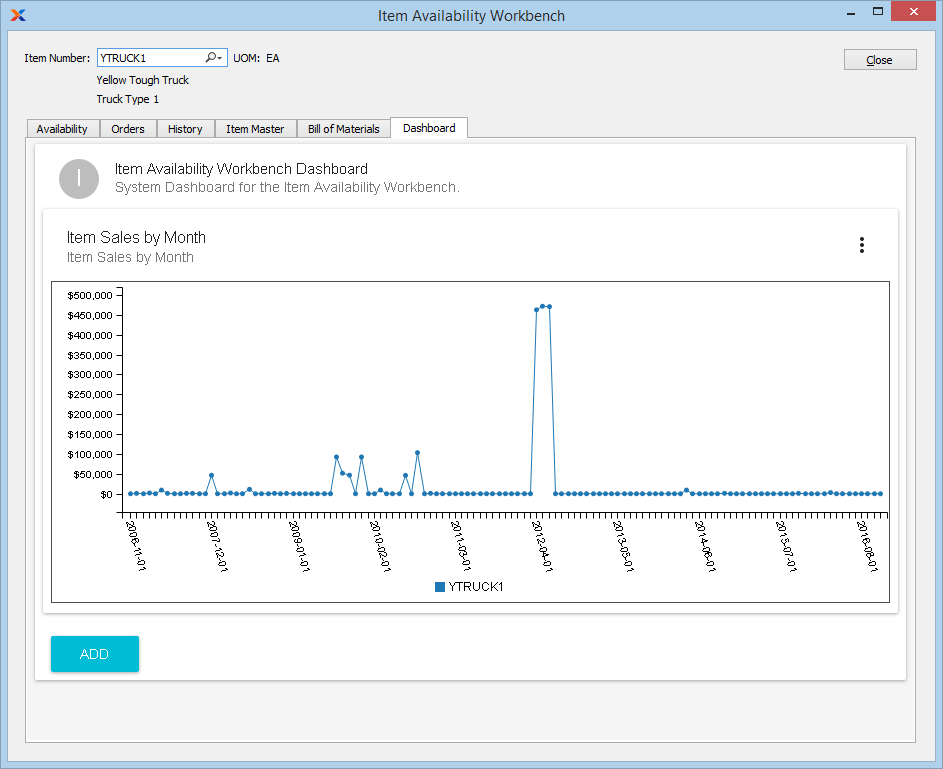 Item Availability Workbench
Item Number: YTRUCK1 UOM: EA
Close
Yellow Tough Truck
Truck Type 1
Availability Orders History Item Master Bill of Materials Dashboard
I
Item Availability Workbench Dashboard
System Dashboard for the Item Availability Workbench.
Item Sales by Month
Item Sales by Month
$500,000
$450,000
$400,000
$350,000
$300,000
$250,000
$200,000
$150,000
$100,000
$50,000
$0
2006-11-01 2007-12-01 2009-01-01 2010-02-01 2011-03-01 2012-04-01 2013-05-01 2014-06-01 2015-07-01 2016-08-01
YTRUCK1
ADD